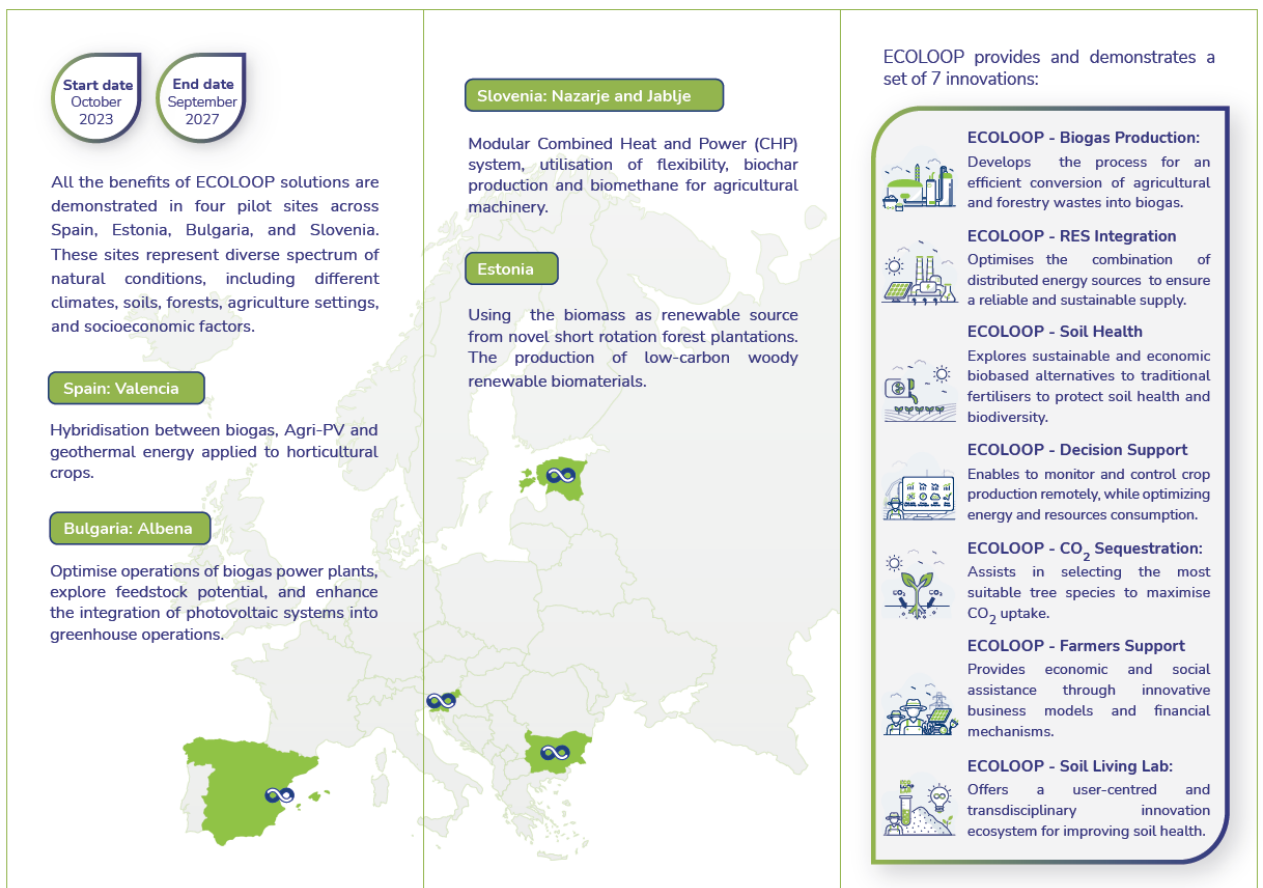 Start date
October
2023
End date
September
2027
All the benefits of ECOLOOP solutions are
demonstrated in four pilot sites across
Spain, Estonia, Bulgaria, and Slovenia.
These sites represent diverse spectrum of
natural conditions, including different
climates, soils, forests, agriculture settings,
and socioeconomic factors.
Spain: Valencia
Hybridisation between biogas, Agri-PV and
geothermal energy applied to horticultural
crops.
Bulgaria: Albena
Optimise operations of biogas power plants,
explore feedstock potential, and enhance
the integration of photovoltaic systems into
greenhouse operations.
Slovenia: Nazarje and Jablje
Modular Combined Heat and Power (CHP)
system, utilisation of flexibility, biochar
production and biomethane for agricultural
machinery.
Estonia
Using the biomass as renewable source
from novel short rotation forest plantations.
The production of low-carbon woody
renewable biomaterials.
ECOLOOP provides and demonstrates a
set of 7 innovations:
ECOLOOP - Biogas Production:
Develops the process for an
efficient conversion of agricultural
and forestry wastes into biogas.
ECOLOOP - RES Integration
Optimises the combination of
distributed energy sources to ensure
a reliable and sustainable supply.
ECOLOOP - Soil Health
Explores sustainable and economic
biobased alternatives to traditional
fertilisers to protect soil health and
biodiversity.
ECOLOOP - Decision Support
Enables to monitor and control crop
production remotely, while optimizing
energy and resources consumption.
ECOLOOP - CO2 Sequestration:
Assists in selecting the most
suitable tree species to maximise
CO2 uptake.
ECOLOOP - Farmers Support
Provides economic and social
assistance through innovative
business models and financial
mechanisms.
ECOLOOP - Soil Living Lab:
Offers a user-centred and
transdisciplinary innovation
ecosystem for improving soil health.